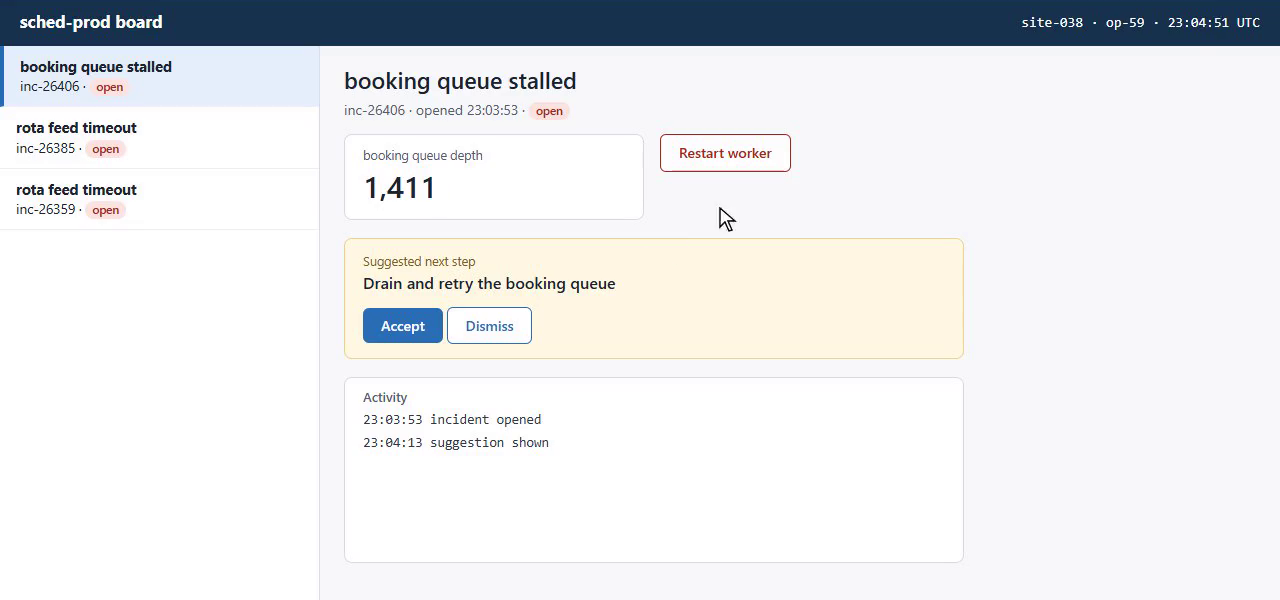 sched-prod board
site-038 · op-59 · 23:04:51 UTC
booking queue stalled
inc-26406 · open
rota feed timeout
inc-26385 · open
rota feed timeout
inc-26359 · open
booking queue stalled
inc-26406 · opened 23:03:53 · open
booking queue depth
1,411
Restart worker
Suggested next step
Drain and retry the booking queue
Accept Dismiss
Activity
23:03:53 incident opened
23:04:13 suggestion shown